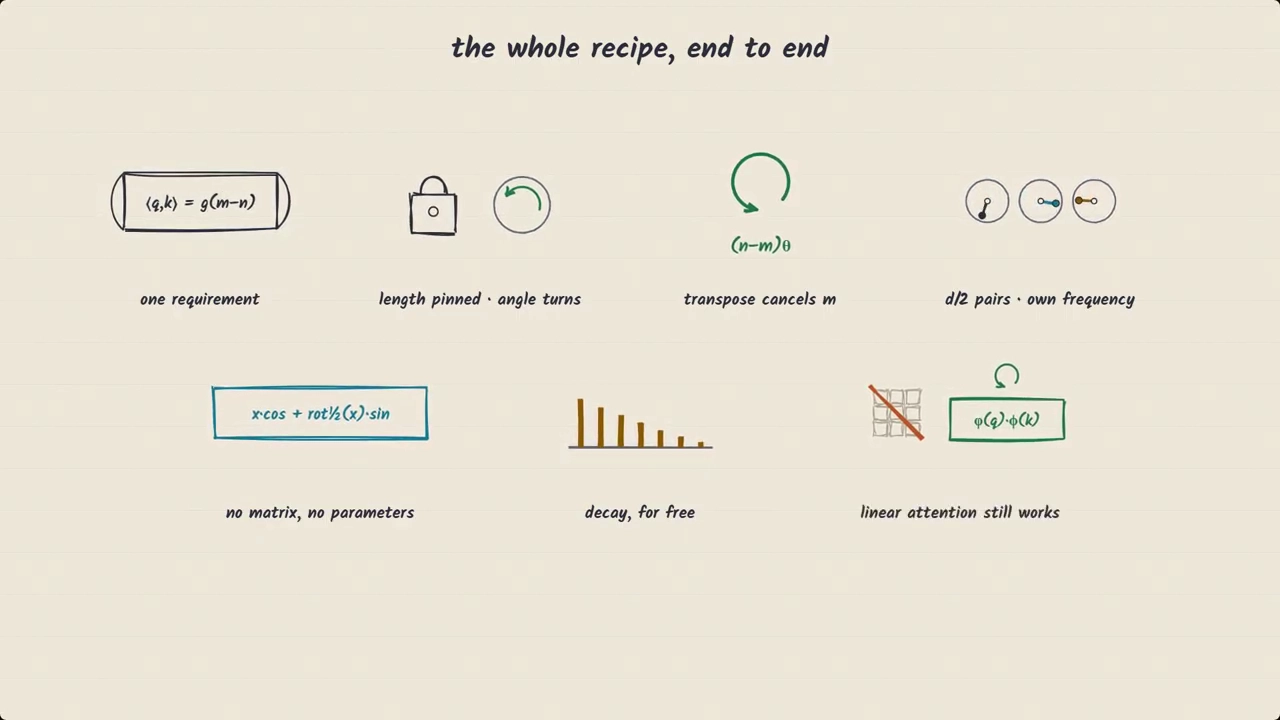 the whole recipe, end to end
⟨q,k⟩ = g(m−n)
(n−m)θ
one requirement
length pinned · angle turns
transpose cancels m
d/2 pairs · own frequency
x·cos + rot½(x)·sin
φ(q)·ϕ(k)
no matrix, no parameters
decay, for free
linear attention still works